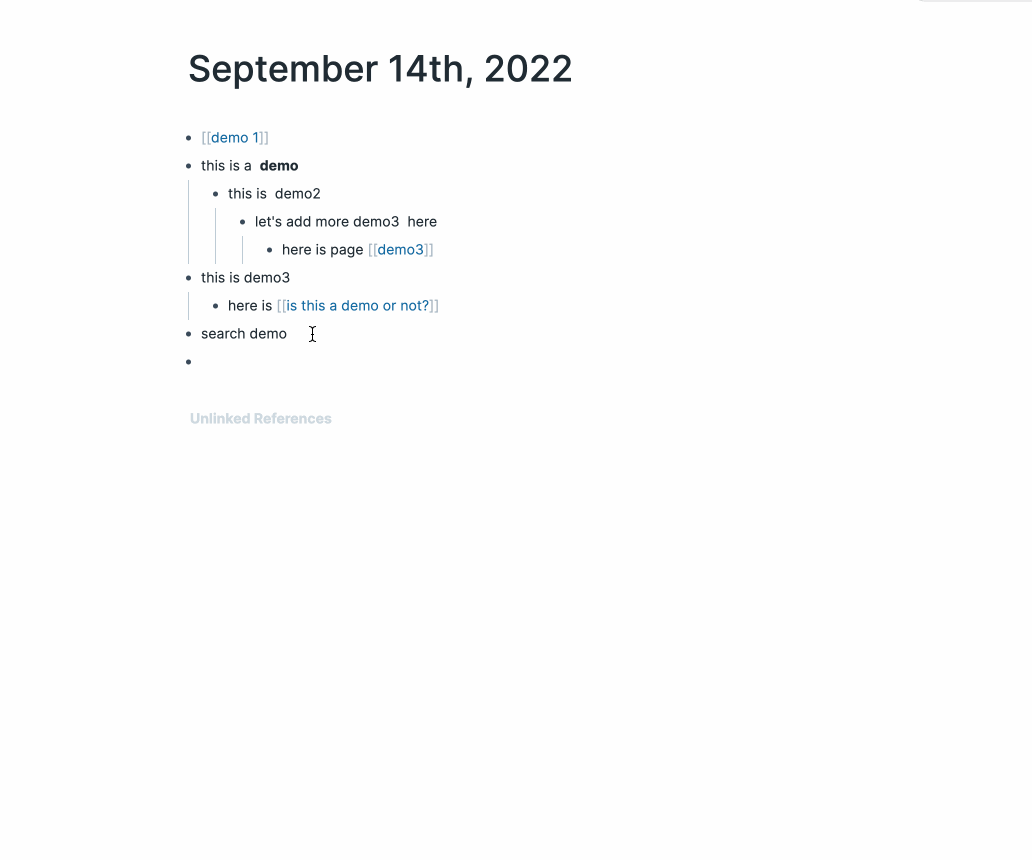 September 14th, 2022
[[demo 1]]
this is a demo
this is demo2
let's add more demo3 here
here is page [[demo3]]
this is demo3
here is [[is this a demo or not?]]
search demo
Unlinked References